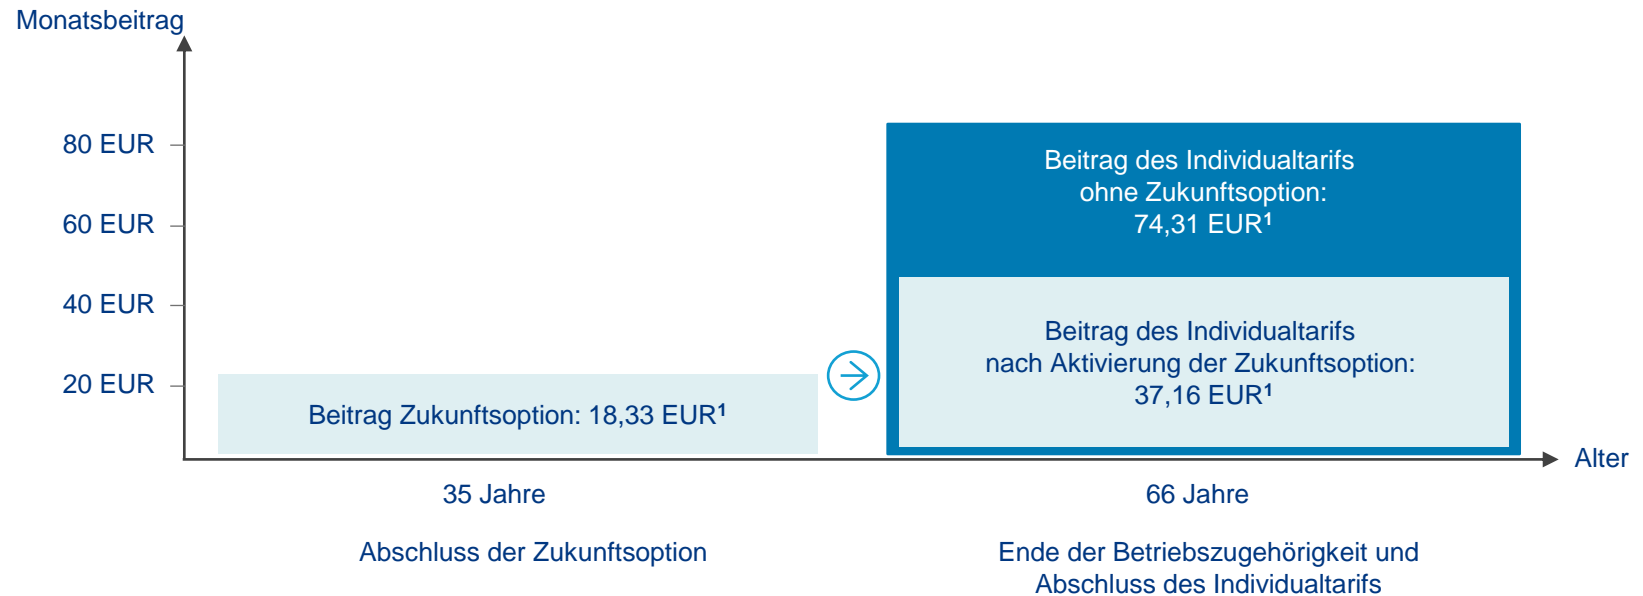 Monatsbeitrag
80 EUR
60 EUR
40 EUR
20 EUR
Beitrag des Individualtarifs
ohne Zukunftsoption:
74,31 EUR¹
Beitrag des Individualtarifs
nach Aktivierung der Zukunftsoption:
37,16 EUR¹
Beitrag Zukunftsoption: 18,33 EUR¹
Alter
35 Jahre
66 Jahre
Abschluss der Zukunftsoption
Ende der Betriebszugehörigkeit und
Abschluss des Individualtarifs